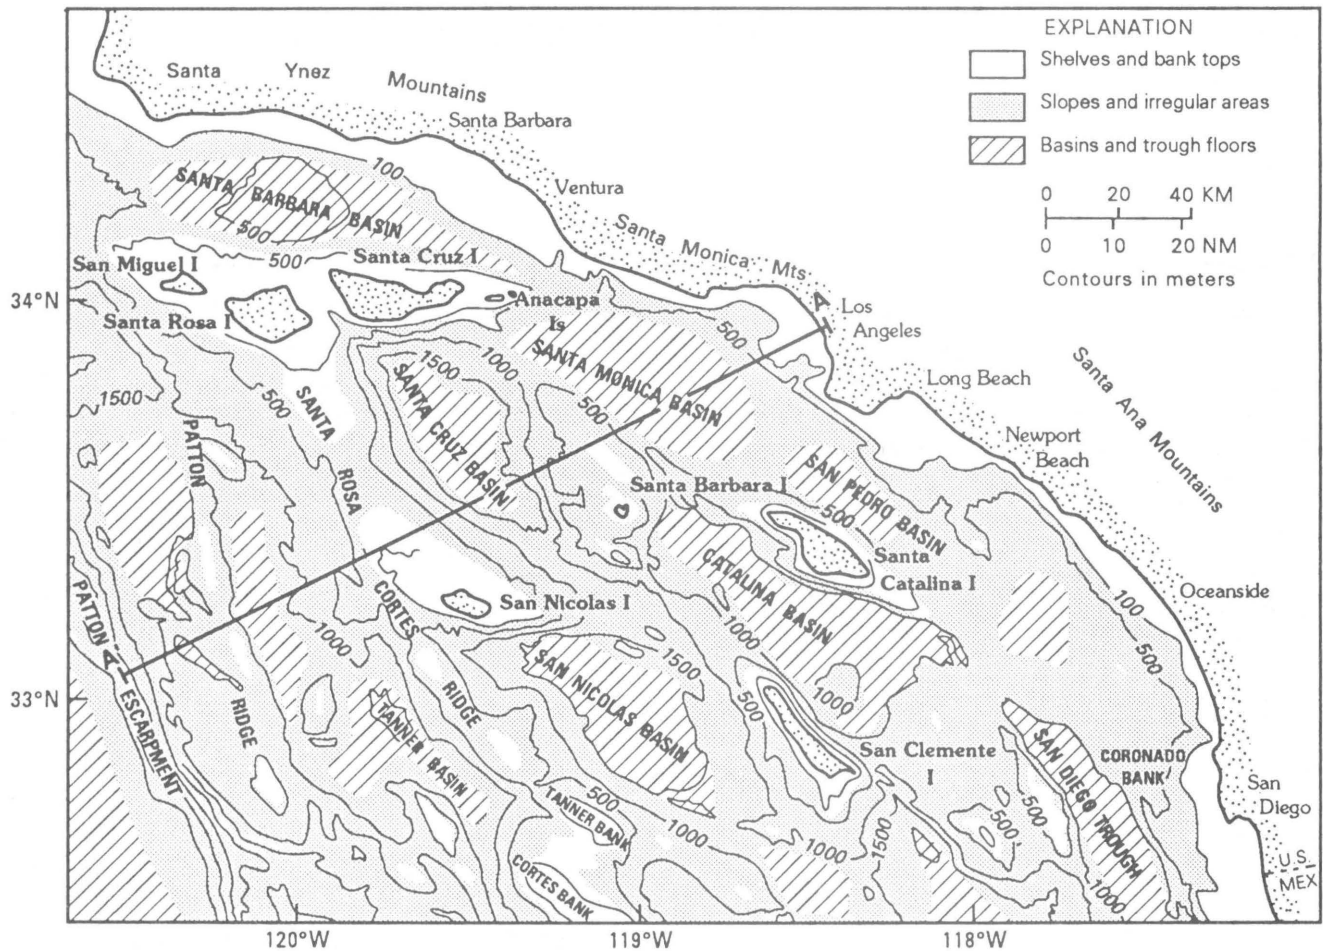 EXPLANATION
Shelves and bank tops
Slopes and irregular areas
Basins and trough floors
0 20 40 KM
0 10 20 NM
Contours in meters
Santa Ynez Mountains
Santa Barbara
100
SANTA BARBARA BASIN
Ventura
500
500
Santa Monica Mts
San Miguel I
Santa Cruz I
34°N
Santa Rosa I
Anacapa
Is
A
Los
Angeles
500
SANTA MONICA BASIN
1500
1000
Santa Ana Mountains
1500
500
SANTA
SANTA CRUZ BASIN
500
Long Beach
PATTON
Newport
Beach
ROSA
Santa Barbara I
SAN PEDRO BASIN
500
Santa
Catalina I
CATALINA BASIN
PATTON
CORTES
San Nicolas I
100
Oceanside
1000
1000
1500
500
A'
SAN NICOLAS BASIN
33°N
RIDGE
RIDGE
500
1000
ESCARPMENT
TANNER BASIN
San Clemente
I
SAN DIEGO TROUGH
CORONADO
BANK
500
TANNER BANK
San
Diego
1000
1000
1500
500
500
CORTES BANK
1000
U.S.
MEX
120°W
119°W
118°W